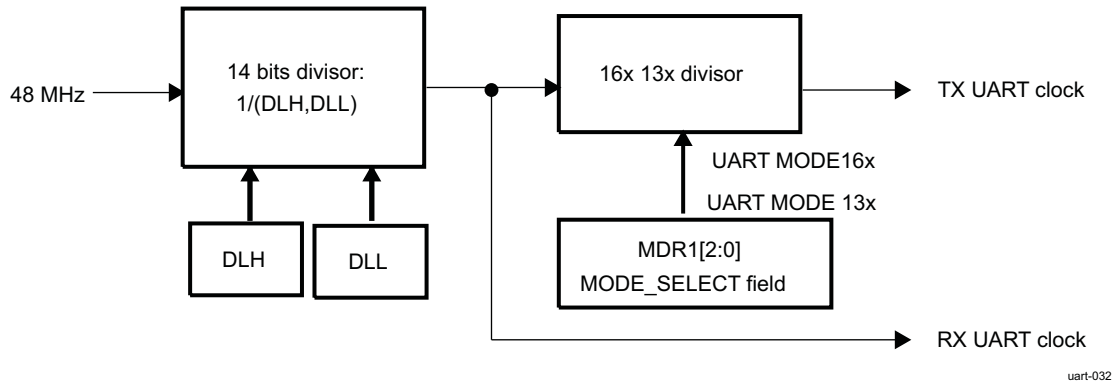 48 MHz
14 bits divisor:
1/(DLH,DLL)
16x 13x divisor
TX UART clock
UART MODE16x
UART MODE 13x
DLH
DLL
MDR1[2:0]
MODE_SELECT field
RX UART clock
uart-032